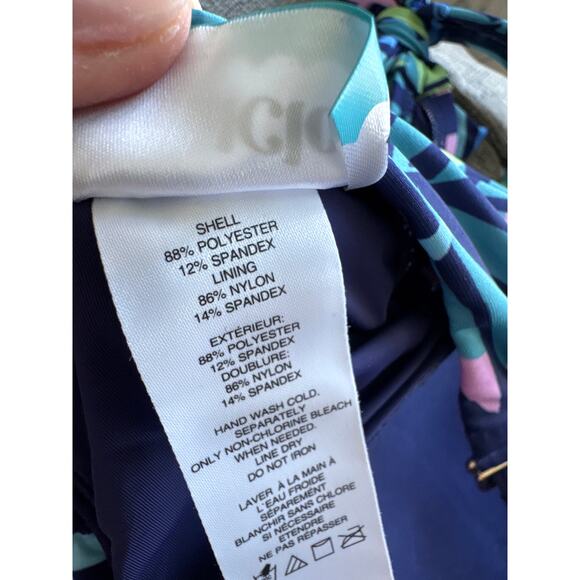 SHELL
88% POLYESTER
12% SPANDEX
LINING
86% NYLON
14% SPANDEX
EXTÉRIEUR:
88% POLYESTER
12% SPANDEX
DOUBLURE:
86% NYLON
14% SPANDEX
HAND WASH COLD.
SEPARATELY
ONLY NON-CHLORINE BLEACH
WHEN NEEDED.
LINE DRY
DO NOT IRON
LAVER À LA MAIN À
L'EAU FROIDE
SÉPARÉMENT
BLANCHIR SANS CHLORE
SI NÉCESSAIRE
ÉTENDRE
NE PAS REPASSER